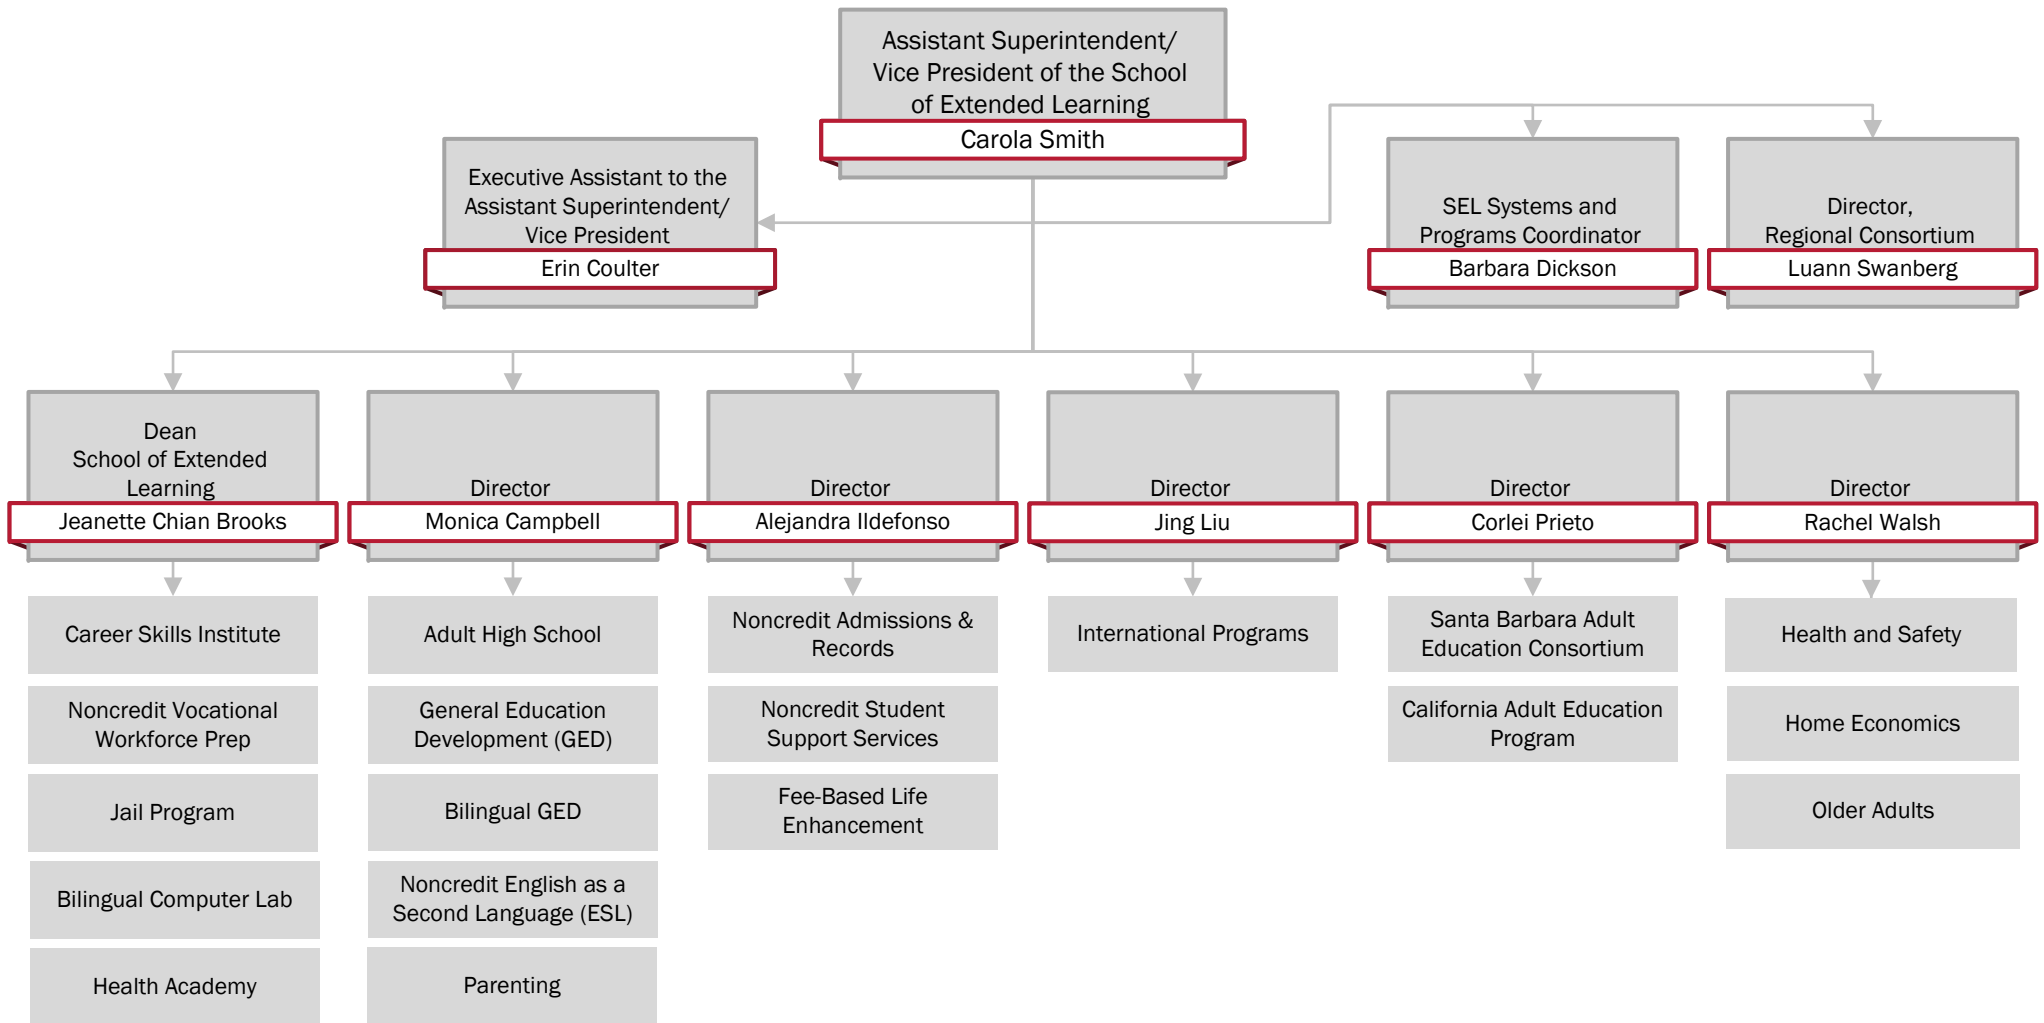 Assistant Superintendent/
Vice President of the School
of Extended Learning
Carola Smith
Executive Assistant to the
Assistant Superintendent/
Vice President
Erin Coulter
SEL Systems and
Programs Coordinator
Barbara Dickson
Director,
Regional Consortium
Luann Swanberg
Dean
School of Extended
Learning
Jeanette Chian Brooks
Director
Monica Campbell
Director
Alejandra Ildefonso
Director
Jing Liu
Director
Corlei Prieto
Director
Rachel Walsh
Career Skills Institute
Noncredit Vocational
Workforce Prep
Jail Program
Bilingual Computer Lab
Health Academy
Adult High School
General Education
Development (GED)
Bilingual GED
Noncredit English as a
Second Language (ESL)
Parenting
Noncredit Admissions &
Records
Noncredit Student
Support Services
Fee-Based Life
Enhancement
International Programs
Santa Barbara Adult
Education Consortium
California Adult Education
Program
Health and Safety
Home Economics
Older Adults